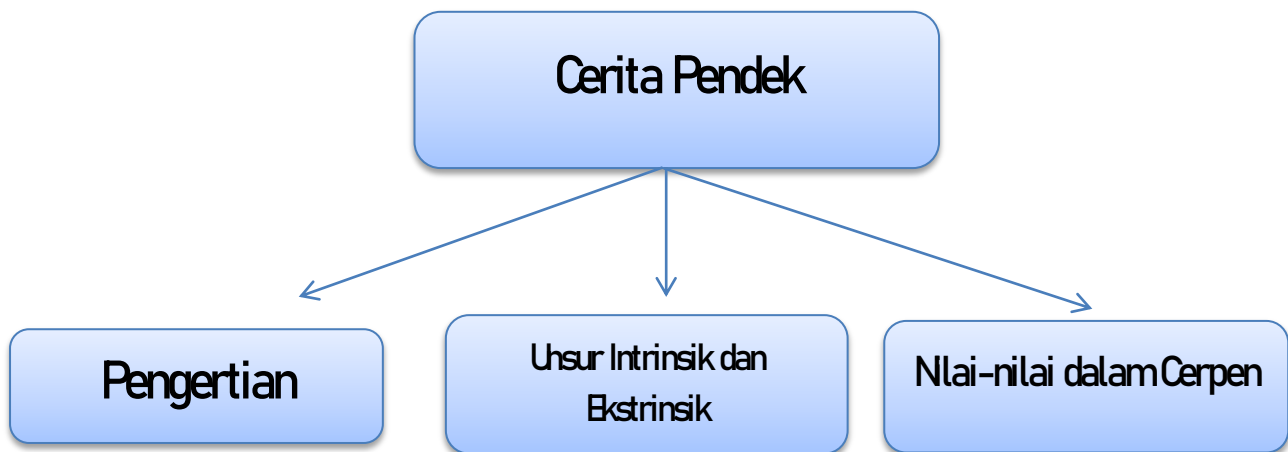 Cerita Pendek
Pengertian
Unsur Intrinsik dan
Ekstrinsik
Nlai-nilai dalam Cerpen